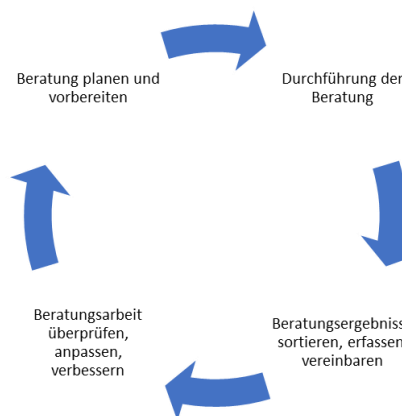 Beratung planen und
vorbereiten
Durchführung der
Beratung
Beratungsergebniss
sortieren, erfassen
vereinbaren
Beratungsarbeit
überprüfen,
anpassen,
verbessern